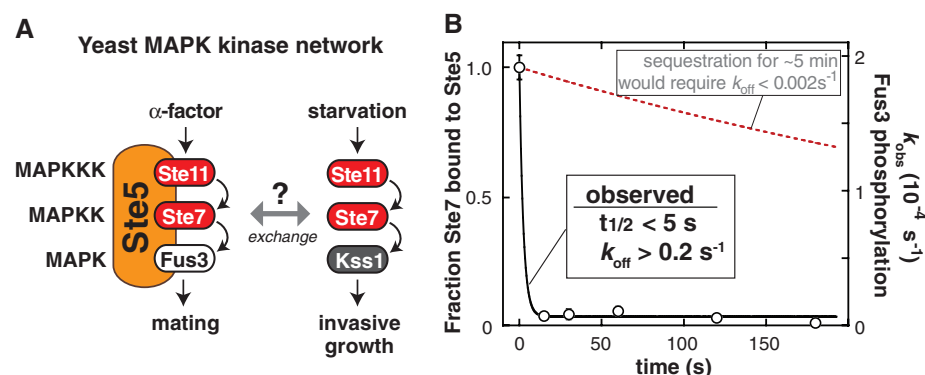 A
Yeast MAPK kinase network
α-factor
starvation
MAPKKK
MAPKK
MAPK
Ste5
Ste11
Ste7
Fus3
?
exchange
Ste11
Ste7
Kss1
mating
invasive
growth
B
Fraction Ste7 bound to Ste5
1.0
0.5
0
sequestration for ~5 min
would require koff < 0.002s-1
observed
t1/2 < 5 s
koff > 0.2 s-1
0
50
100
150
time (s)
2
1
0
kobs (10-4 s-1)
Fus3 phosphorylation